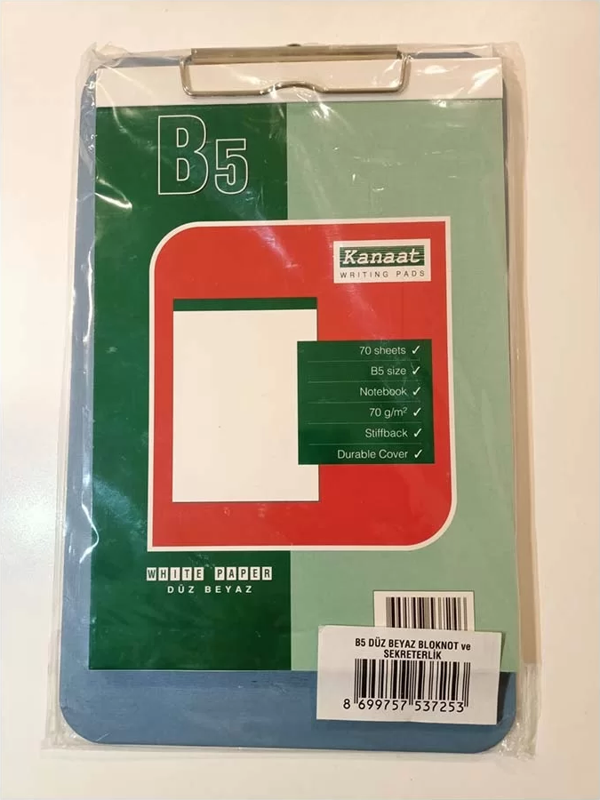 B5
Kanaat
WRITING PADS
70 sheets ✓
B5 size ✓
Notebook ✓
70 g/m² ✓
Stiffback ✓
Durable Cover ✓
WHITE PAPER
DÜZ BEYAZ
B5 DÜZ BEYAZ BLOKNOT ve
SEKRETERLİK
8 699757 537253